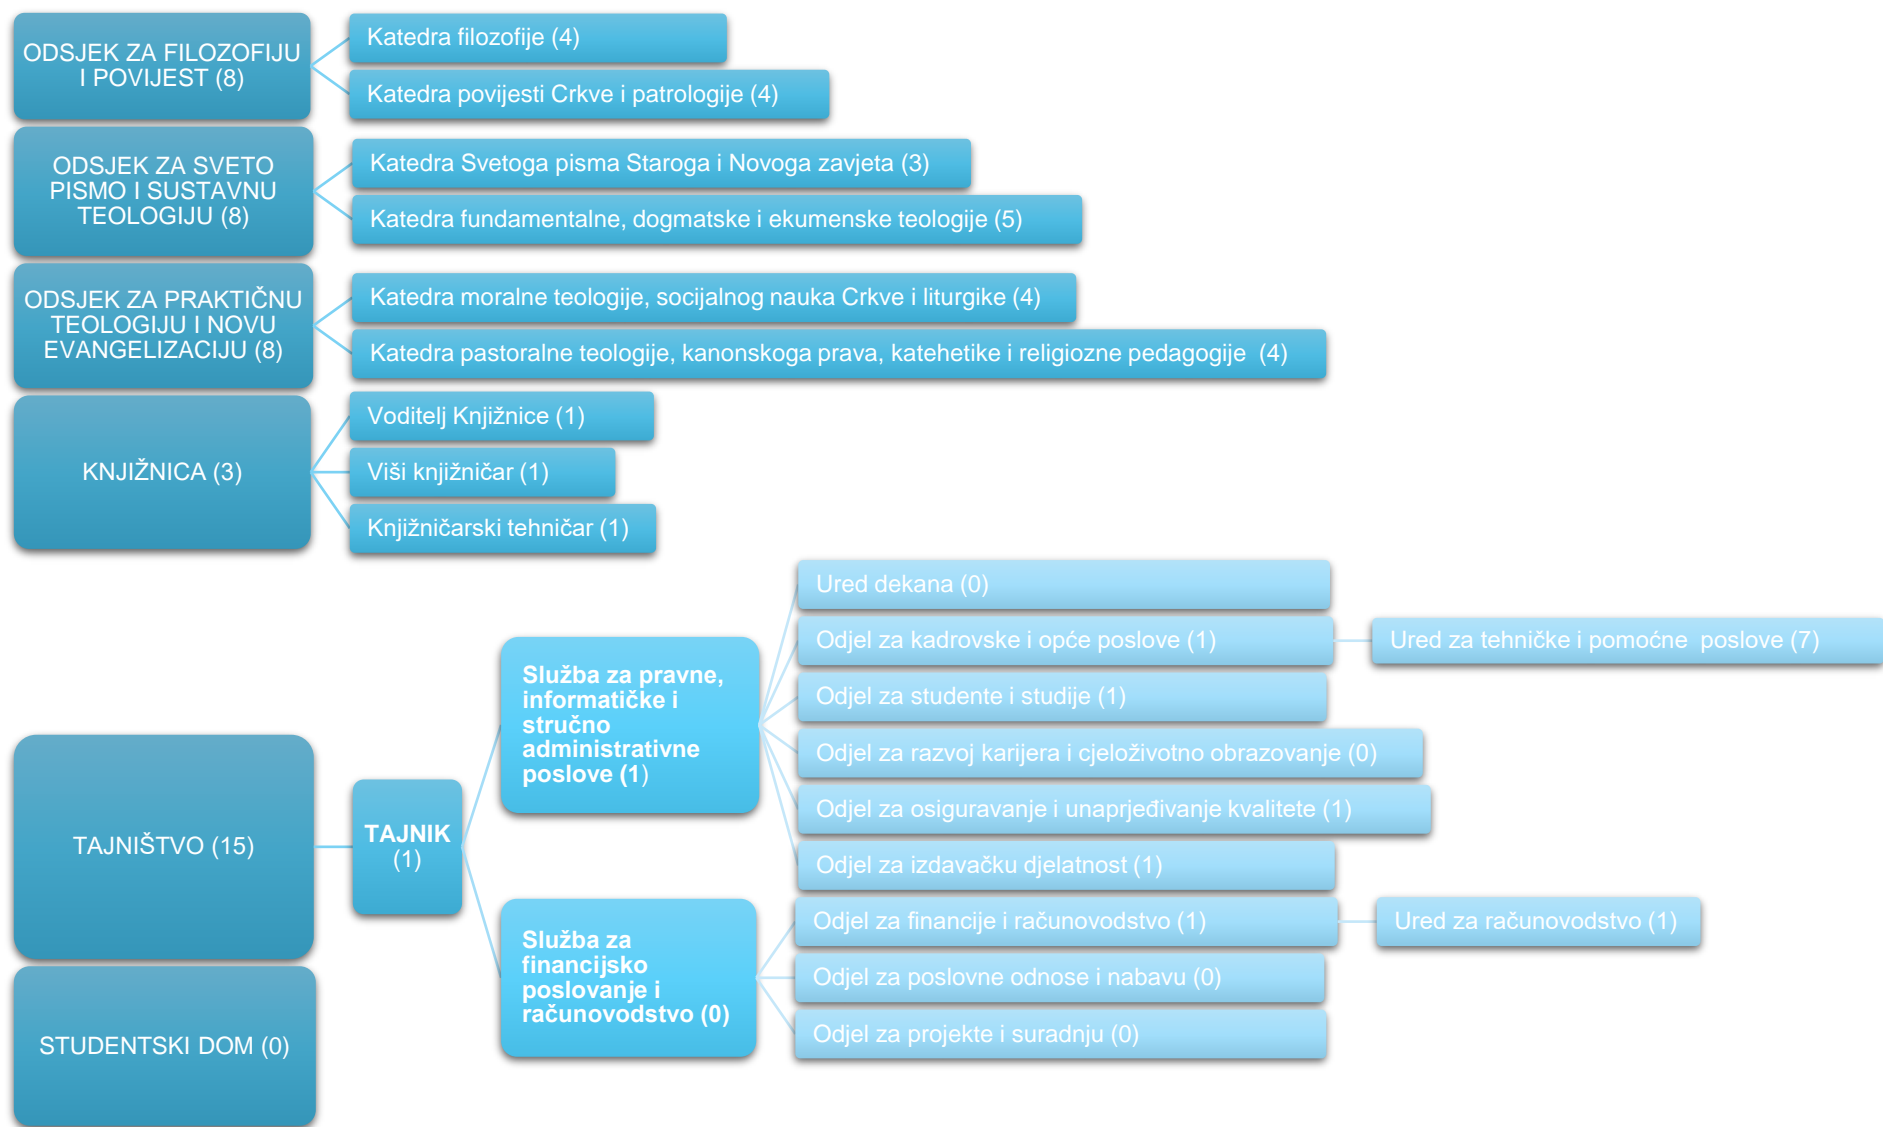 ODSJEK ZA FILOZOFIJU
I POVIJEST (8)
Katedra filozofije (4)
Katedra povijesti Crkve i patrologije (4)
ODSJEK ZA SVETO
PISMO I SUSTAVNU
TEOLOGIJU (8)
Katedra Svetoga pisma Staroga i Novoga zavjeta (3)
Katedra fundamentalne, dogmatske i ekumenske teologije (5)
ODSJEK ZA PRAKTIČNU
TEOLOGIJU I NOVU
EVANGELIZACIJU (8)
Katedra moralne teologije, socijalnog nauka Crkve i liturgike (4)
Katedra pastoralne teologije, kanonskoga prava, katehetike i religiozne pedagogije (4)
KNJIŽNICA (3)
Voditelj Knjižnice (1)
Viši knjižničar (1)
Knjižničarski tehničar (1)
TAJNIŠTVO (15)
TAJNIK
(1)
Služba za pravne,
informatičke i
stručno
administrativne
poslove (1)
Ured dekana (0)
Odjel za kadrovske i opće poslove (1)
Ured za tehničke i pomoćne poslove (7)
Odjel za studente i studije (1)
Odjel za razvoj karijera i cjeloživotno obrazovanje (0)
Odjel za osiguravanje i unaprjeđivanje kvalitete (1)
Odjel za izdavačku djelatnost (1)
Služba za
financijsko
poslovanje i
računovodstvo (0)
Odjel za financije i računovodstvo (1)
Ured za računovodstvo (1)
Odjel za poslovne odnose i nabavu (0)
Odjel za projekte i suradnju (0)
STUDENTSKI DOM (0)